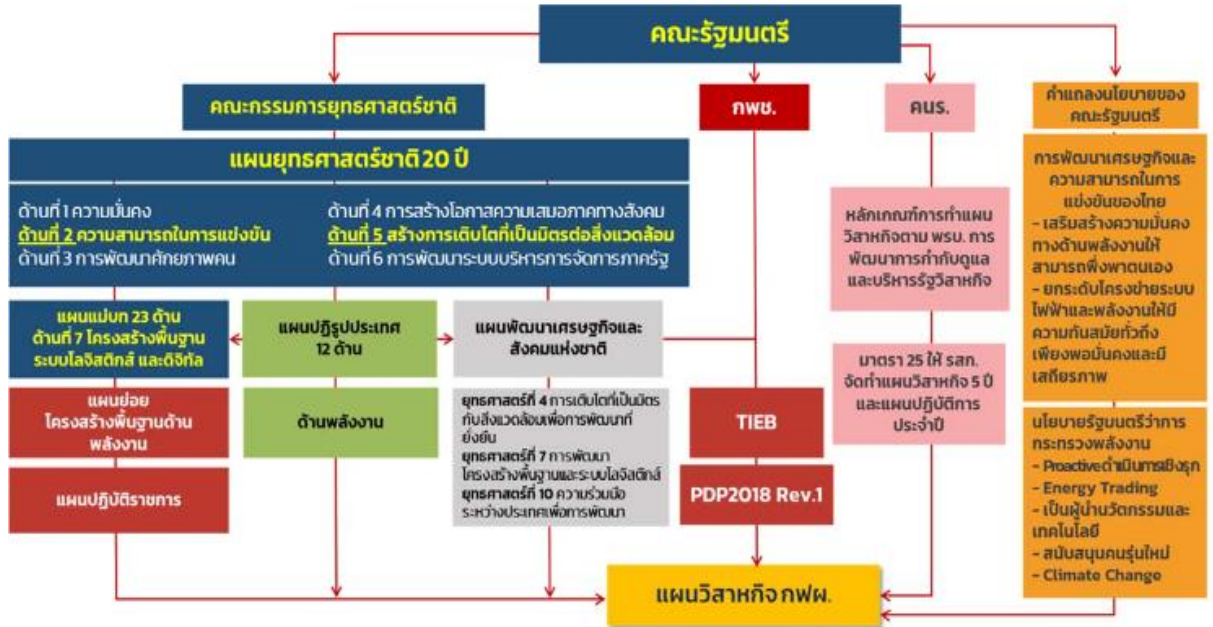 คณะรัฐมนตรี
คณะกรรมการยุทธศาสตร์ชาติ
กพช.
คนร.
คำแถลงนโยบายของ
คณะรัฐมนตรี
แผนยุทธศาสตร์ชาติ 20 ปี
ด้านที่ 1 ความมั่นคง
ด้านที่ 2 ความสามารถในการแข่งขัน
ด้านที่ 3 การพัฒนาศักยภาพคน
ด้านที่ 4 การสร้างโอกาสความเสมอภาคทางสังคม
ด้านที่ 5 สร้างการเติบโตที่เป็นมิตรต่อสิ่งแวดล้อม
ด้านที่ 6 การพัฒนาระบบบริหารการจัดการภาครัฐ
หลักเกณฑ์การทำแผน
วิสาหกิจตาม พรบ. การ
พัฒนาการกำกับดูแล
และบริหารรัฐวิสาหกิจ
การพัฒนาเศรษฐกิจและ
ความสามารถในการ
แข่งขันของไทย
- เสริมสร้างความมั่นคง
ทางด้านพลังงานให้
สามารถพึ่งพาตนเอง
- ยกระดับโครงข่ายระบบ
ไฟฟ้าและพลังงานให้มี
ความทันสมัยทั่วถึง
เพียงพอมั่นคงและมี
เสถียรภาพ
แผนแม่บท 23 ด้าน
ด้านที่ 7 โครงสร้างพื้นฐาน
ระบบโลจิสติกส์ และดิจิทัล
แผนปฏิรูปประเทศ
12 ด้าน
แผนพัฒนาเศรษฐกิจและ
สังคมแห่งชาติ
มาตรา 25 ให้ รสก.
จัดทำแผนวิสาหกิจ 5 ปี
และแผนปฏิบัติการ
ประจำปี
แผนย่อย
โครงสร้างพื้นฐานด้าน
พลังงาน
ด้านพลังงาน
ยุทธศาสตร์ที่ 4 การเติบโตที่เป็นมิตร
กับสิ่งแวดล้อมเพื่อการพัฒนาที่
ยั่งยืน
ยุทธศาสตร์ที่ 7 การพัฒนา
โครงสร้างพื้นฐานและระบบโลจิสติกส์
ยุทธศาสตร์ที่ 10 ความร่วมมือ
ระหว่างประเทศเพื่อการพัฒนา
TIEB
PDP2018 Rev.1
นโยบายรัฐมนตรีว่าการ
กระทรวงพลังงาน
- Proactiveดำเนินการเชิงรุก
- Energy Trading
- เป็นผู้นำนวัตกรรมและ
เทคโนโลยี
- สนับสนุนคนรุ่นใหม่
- Climate Change
แผนปฏิบัติราชการ
แผนวิสาหกิจ กฟผ.